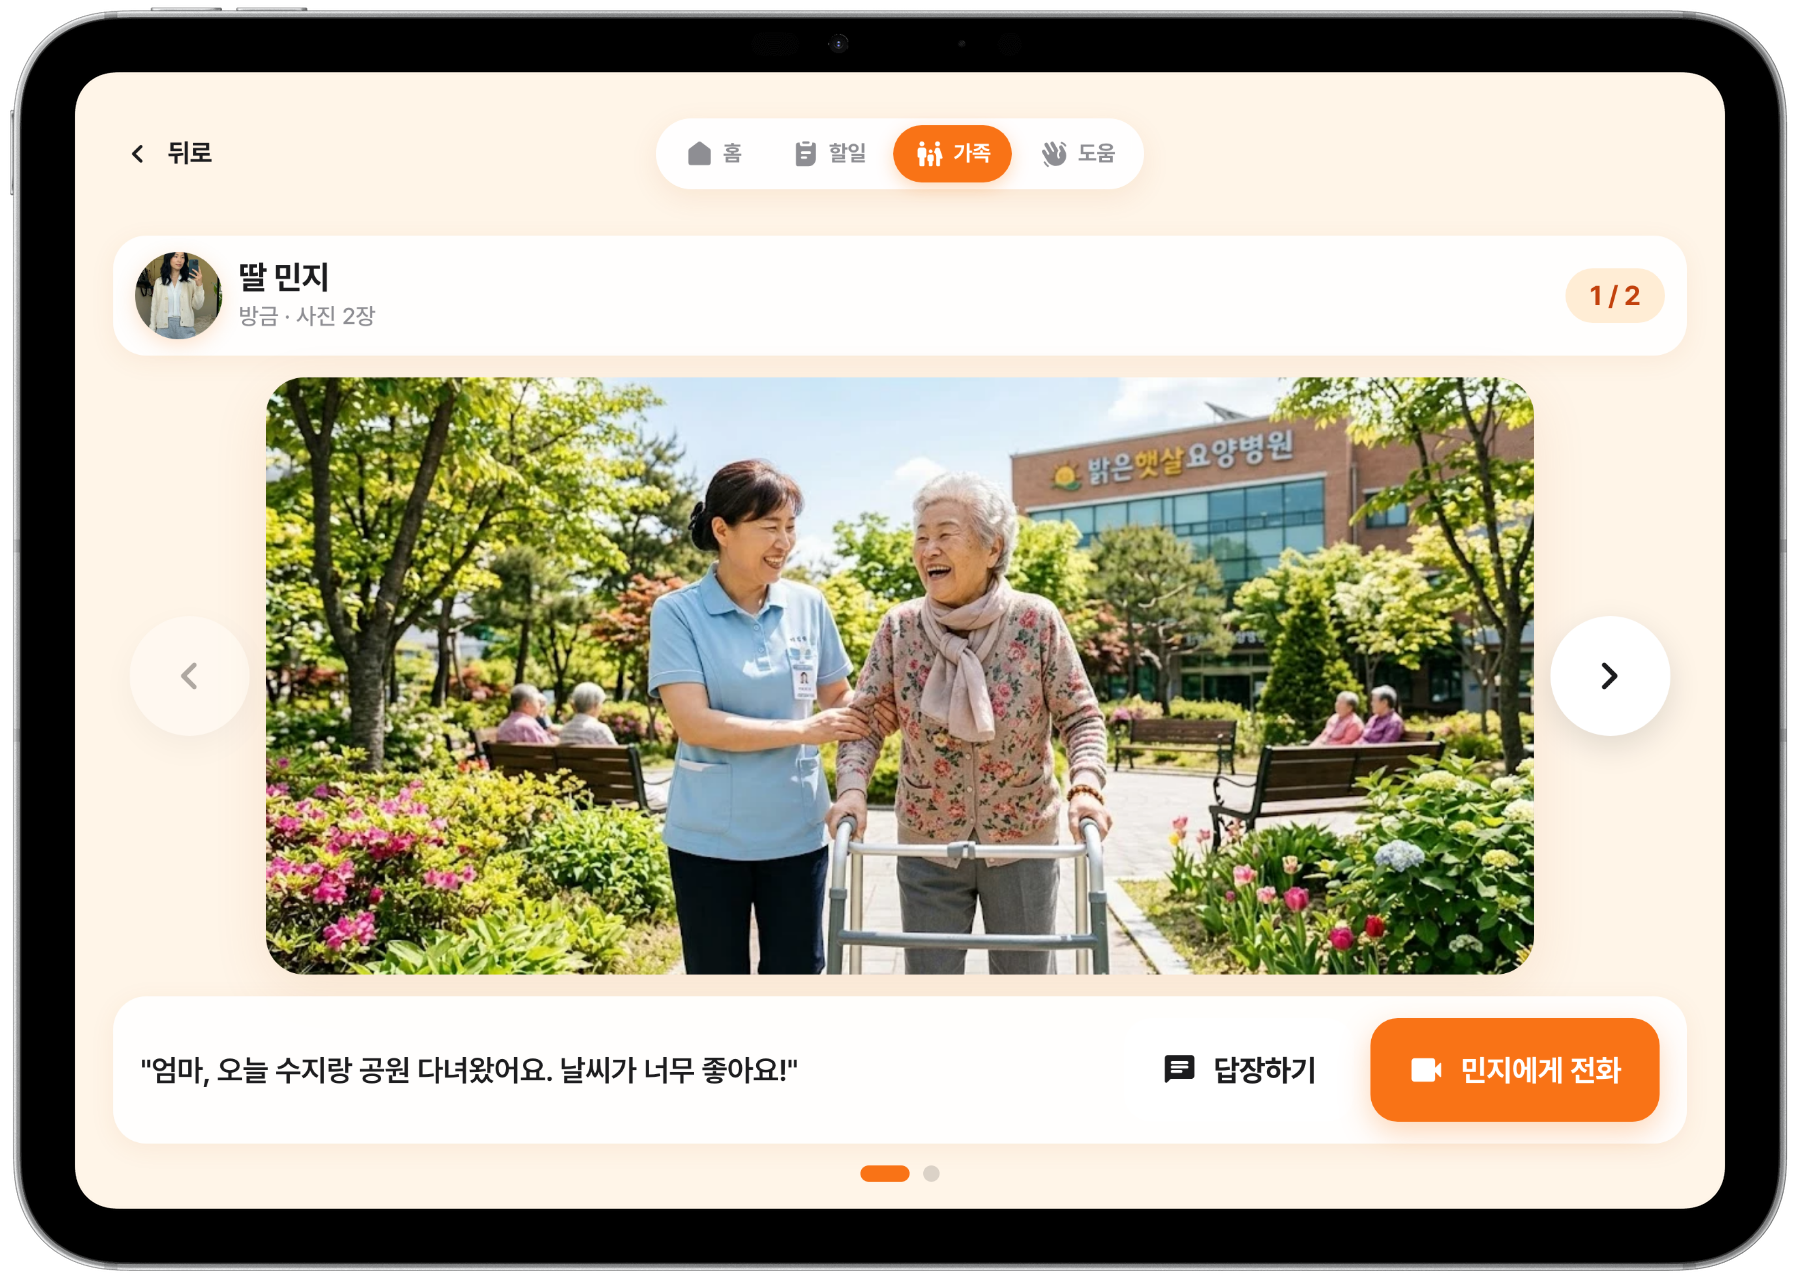 뒤로
홈
할일
가족
도움
딸 민지
방금 · 사진 2장
1 / 2
밝은햇살요양병원
"엄마, 오늘 수지랑 공원 다녀왔어요. 날씨가 너무 좋아요!"
답장하기
민지에게 전화